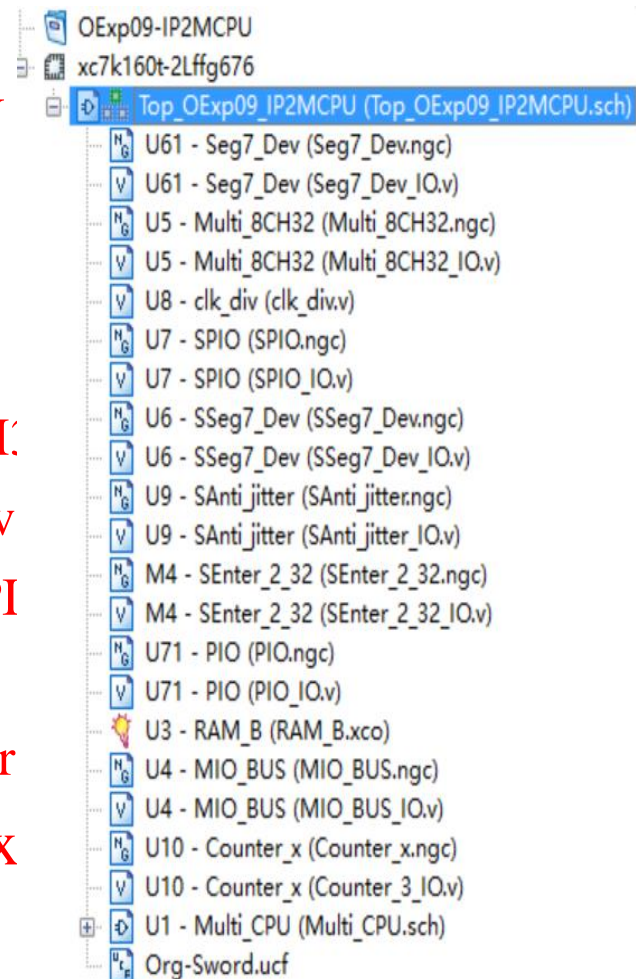 OExp09-IP2MCPU
xc7k160t-2Lffg676
Top_OExp09_IP2MCPU (Top_OExp09_IP2MCPU.sch)
U61 - Seg7_Dev (Seg7_Dev.ngc)
U61 - Seg7_Dev (Seg7_Dev_IO.v)
U5 - Multi_8CH32 (Multi_8CH32.ngc)
U5 - Multi_8CH32 (Multi_8CH32_IO.v)
U8 - clk_div (clk_div.v)
U7 - SPIO (SPIO.ngc)
U7 - SPIO (SPIO_IO.v)
U6 - SSeg7_Dev (SSeg7_Dev.ngc)
U6 - SSeg7_Dev (SSeg7_Dev_IO.v)
v
U9 - SAnti_jitter (SAnti_jitter.ngc)
U9 - SAnti_jitter (SAnti_jitter_IO.v)
PI
M4 - SEnter_2_32 (SEnter_2_32.ngc)
M4 - SEnter_2_32 (SEnter_2_32_IO.v)
U71 - PIO (PIO.ngc)
U71 - PIO (PIO_IO.v)
r
U3 - RAM_B (RAM_B.xco)
U4 - MIO_BUS (MIO_BUS.ngc)
x
U4 - MIO_BUS (MIO_BUS_IO.v)
U10 - Counter_x (Counter_x.ngc)
U10 - Counter_x (Counter_3_IO.v)
U1 - Multi_CPU (Multi_CPU.sch)
Org-Sword.ucf